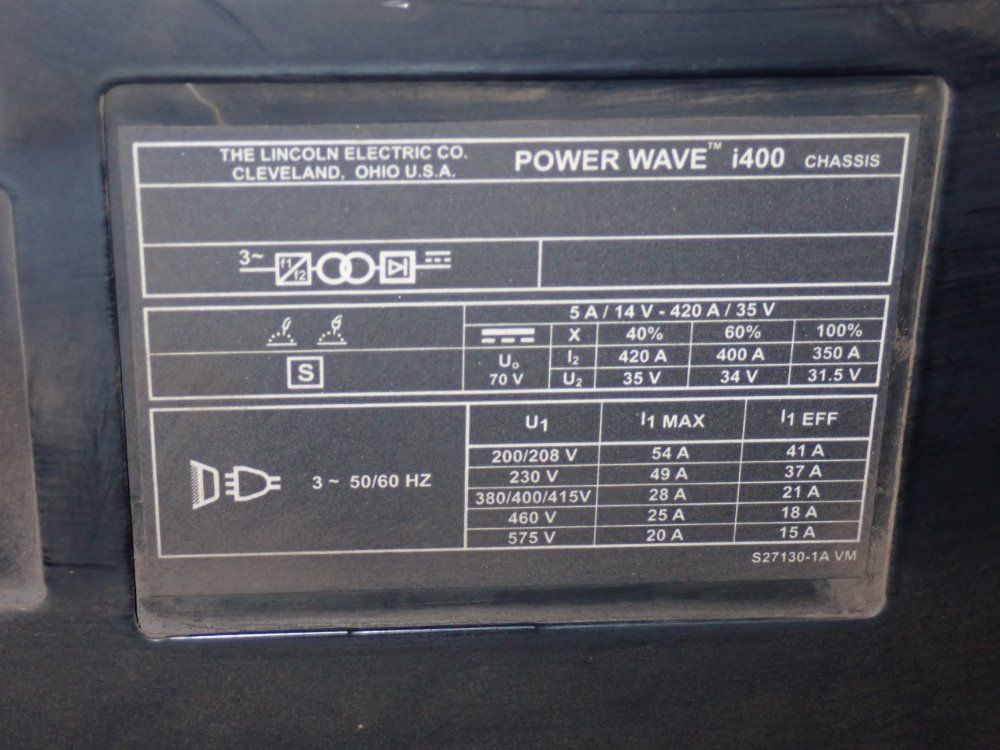 THE LINCOLN ELECTRIC CO. POWER WAVE™ i400 CHASSIS
CLEVELAND, OHIO U.S.A.
3~ f1 f2
5 A / 14 V - 420 A / 35 V
X 40% 60% 100%
U0 I2 420 A 400 A 350 A
70 V U2 35 V 34 V 31.5 V
S
U1 I1 MAX I1 EFF
200/208 V 54 A 41 A
230 V 49 A 37 A
3 ~ 50/60 HZ 380/400/415V 28 A 21 A
460 V 25 A 18 A
575 V 20 A 15 A
S27130-1A VM